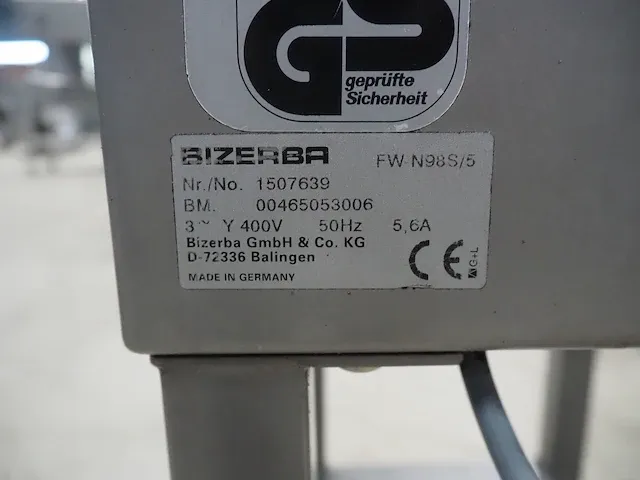 GS
geprüfte
Sicherheit
BIZERBA FW-N98S/5
Nr./No. 1507639
BM. 00465053006
3~ Y 400V 50Hz 5,6A
Bizerba GmbH & Co. KG
D-72336 Balingen
MADE IN GERMANY
CE G+L